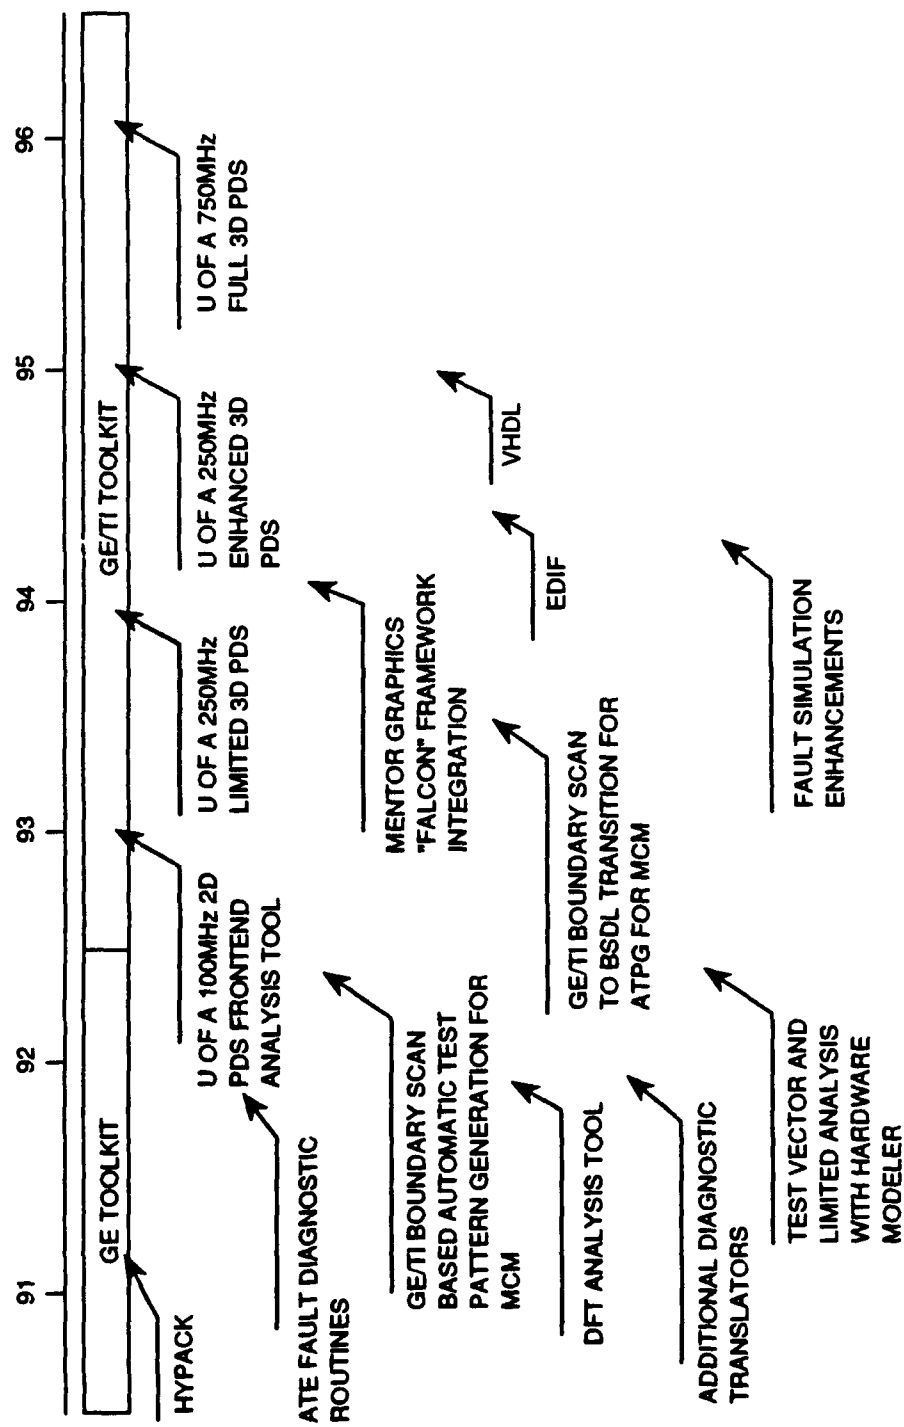 91
92
93
94
95
96
GE TOOLKIT
GE/TI TOOLKIT
HYPACK
U OF A 100MHz 2D
PDS FRONTEND
ANALYSIS TOOL
U OF A 250MHz
LIMITED 3D PDS
U OF A 250MHz
ENHANCED 3D
PDS
U OF A 750MHz
FULL 3D PDS
ATE FAULT DIAGNOSTIC
ROUTINES
MENTOR GRAPHICS
"FALCON" FRAMEWORK
INTEGRATION
GE/TI BOUNDARY SCAN
BASED AUTOMATIC TEST
PATTERN GENERATION FOR
MCM
VHDL
EDIF
GE/TI BOUNDARY SCAN
TO BSDL TRANSITION FOR
ATPG FOR MCM
DFT ANALYSIS TOOL
ADDITIONAL DIAGNOSTIC
TRANSLATORS
TEST VECTOR AND
LIMITED ANALYSIS
WITH HARDWARE
MODELER
FAULT SIMULATION
ENHANCEMENTS